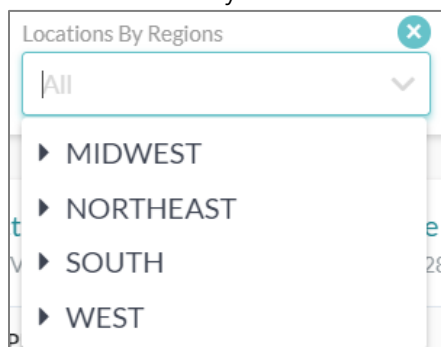 Locations By Regions
All
MIDWEST
NORTHEAST
SOUTH
WEST